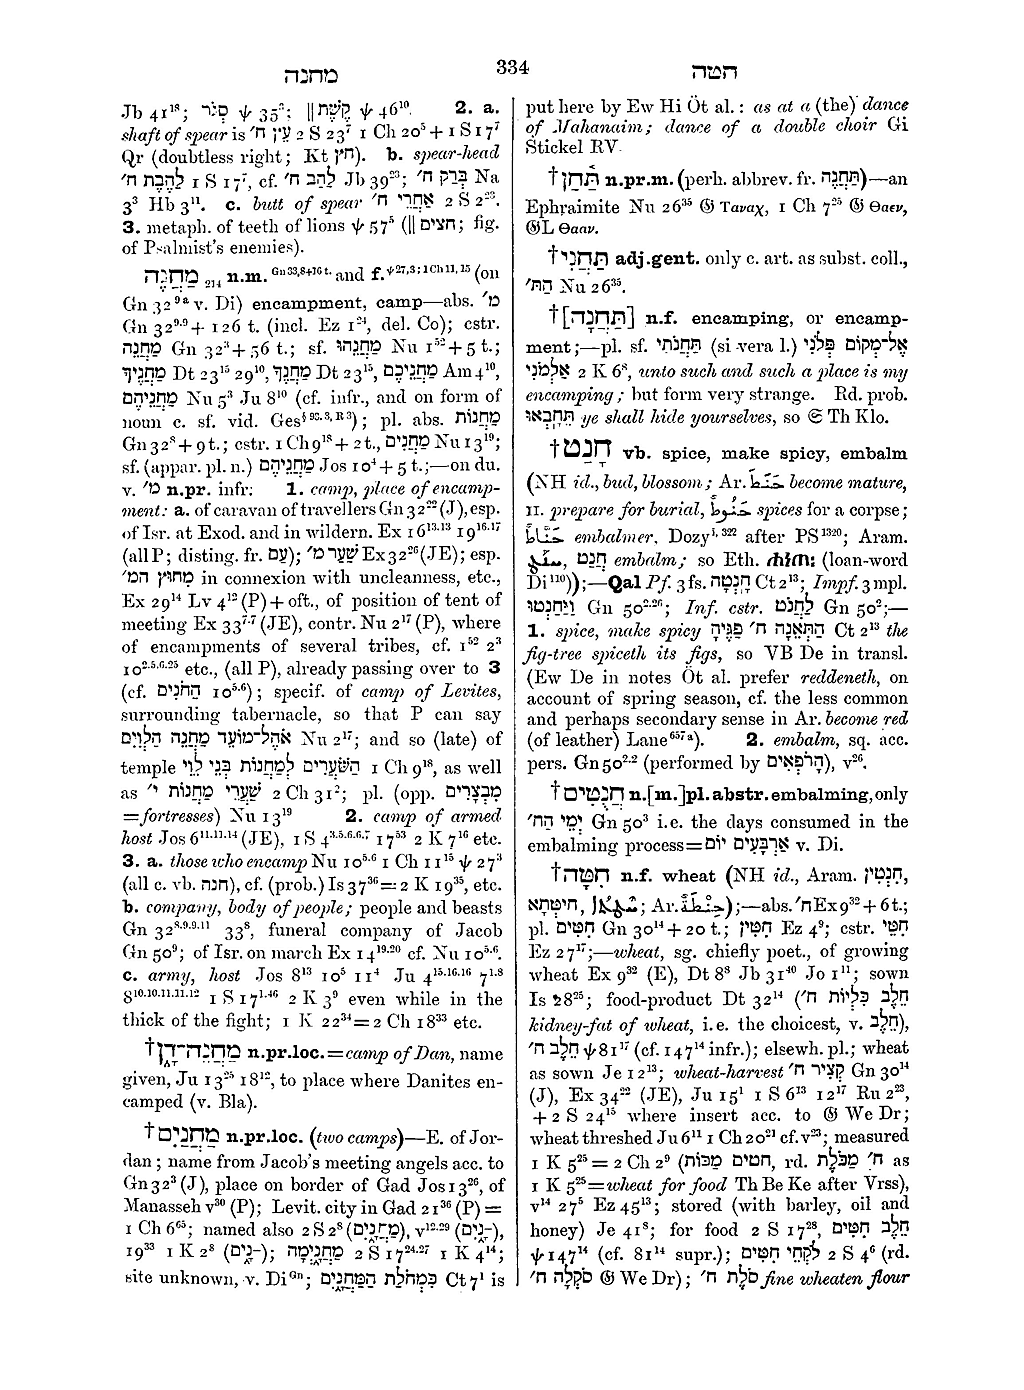 מחנה
334
חטה
Jb 41¹⁸; סְגֹר ψ 35³; ‖ קֶשֶׁת ψ 46¹⁰. 2. a.
shaft of spear is עֵץ ח׳ 2 S 23⁷ 1 Ch 20⁵ + 1 S 17⁷
Qr (doubtless right; Kt חץ). b. spear-head
לַהֶבֶת ח׳ 1 S 17⁷, cf. לַהַב ח׳ Jb 39²³; בְּרַק ח׳ Na
3³ Hb 3¹¹. c. butt of spear אַחֲרֵי ח׳ 2 S 2²³.
3. metaph. of teeth of lions ψ 57⁵ (‖ חצים; fig.
of Psalmist's enemies).
מַחֲנֶה 214 n.m. Gn 33, 8 + 16 t. and f. ψ 27, 3; 1 Ch 11, 15 (on
Gn 32⁹ᵃ v. Di) encampment, camp—abs. מ׳
Gn 32⁹·⁹ + 126 t. (incl. Ez 1²⁴, del. Co); cstr.
מַחֲנֵה Gn 32³ + 56 t.; sf. מַחֲנֵהוּ Nu 1⁵² + 5 t.;
מַחֲנֶיךָ Dt 23¹⁵ 29¹⁰, מַחֲנֶךָ Dt 23¹⁵, מַחֲנֵיכֶם Am 4¹⁰,
מַחֲנֵיהֶם Nu 5³ Ju 8¹⁰ (cf. infr., and on form of
noun c. sf. vid. Ges § 93. 3, R 3); pl. abs. מַחֲנוֹת
Gn 32⁸ + 9 t.; cstr. 1 Ch 9¹⁸ + 2 t., מַחֲנִים Nu 13¹⁹;
sf. (appar. pl. n.) מַחֲנֵיהֶם Jos 10⁴ + 5 t.;—on du.
v. מ׳ n.pr. infr: 1. camp, place of encamp-
ment: a. of caravan of travellers Gn 32²² (J), esp.
of Isr. at Exod. and in wildern. Ex 16¹³·¹³ 19¹⁶·¹⁷
(all P; disting. fr. עַם); שַׁעַר מ׳ Ex 32²⁶ (JE); esp.
מִחוּץ המ׳ in connexion with uncleanness, etc.,
Ex 29¹⁴ Lv 4¹² (P) + oft., of position of tent of
meeting Ex 33⁷·⁷ (JE), contr. Nu 2¹⁷ (P), where
of encampments of several tribes, cf. 1⁵² 2³
10²·⁵·⁶·²⁵ etc., (all P), already passing over to 3
(cf. הַחֹנִים 10⁵·⁶); specif. of camp of Levites,
surrounding tabernacle, so that P can say
אֹהֶל־מוֹעֵד מַחֲנֵה הַלְוִיִּם Nu 2¹⁷; and so (late) of
temple הַשֹּׁעֲרִים לְמַחֲנוֹת בְּנֵי לֵוִי 1 Ch 9¹⁸, as well
as שַׁעֲרֵי מַחֲנוֹת י׳ 2 Ch 31²; pl. (opp. מִבְצָרִים
= fortresses) Nu 13¹⁹ 2. camp of armed
host Jos 6¹¹·¹¹·¹⁴ (JE), 1 S 4³·⁵·⁶·⁶·⁷ 17⁵³ 2 K 7¹⁶ etc.
3. a. those who encamp Nu 10⁵·⁶ 1 Ch 11¹⁵ ψ 27³
(all c. vb. חנה), cf. (prob.) Is 37³⁶ = 2 K 19³⁵, etc.
b. company, body of people; people and beasts
Gn 32⁸·⁹·⁹·¹¹ 33⁸, funeral company of Jacob
Gn 50⁹; of Isr. on march Ex 14¹⁹·²⁰ cf. Nu 10⁵·⁶.
c. army, host Jos 8¹³ 10⁵ 11⁴ Ju 4¹⁵·¹⁶·¹⁶ 7¹·⁸
8¹⁰·¹⁰·¹¹·¹¹·¹² 1 S 17¹·⁴⁶ 2 K 3⁹ even while in the
thick of the fight; 1 K 22³⁴ = 2 Ch 18³³ etc.
† מַחֲנֵה־דָן n.pr.loc. = camp of Dan, name
given, Ju 13²⁵ 18¹², to place where Danites en-
camped (v. Bla).
† מַחֲנַיִם n.pr.loc. (two camps)—E. of Jor-
dan; name from Jacob's meeting angels acc. to
Gn 32³ (J), place on border of Gad Jos 13²⁶, of
Manasseh v³⁰ (P); Levit. city in Gad 21³⁶ (P) =
1 Ch 6⁶⁵; named also 2 S 2⁸ (מַחֲנָיִם), v¹²·²⁹ (־נָיִם),
19³³ 1 K 2⁸ (־נַיִם); מַחֲנָיְמָה 2 S 17²⁴·²⁷ 1 K 4¹⁴;
site unknown, v. Di Gn; כִּמְחֹלַת הַמַּחֲנָיִם Ct 7¹ is
put here by Ew Hi Öt al.: as at a (the) dance
of Mahanaim; dance of a double choir Gi
Stickel RV.
† תַּחַן n.pr.m. (perh. abbrev. fr. תַּחֲנָה)—an
Ephraimite Nu 26³⁵ 𝔊 Ταναχ, 1 Ch 7²⁵ 𝔊 Θαεν,
𝔊L Θααν.
† תַּחֲנִי adj.gent. only c. art. as subst. coll.,
הַתּ׳ Nu 26³⁵.
† [תַּחֲנָה] n.f. encamping, or encamp-
ment;—pl. sf. תַּחֲנֹתִי (si vera l.) אֶל־מְקוֹם פְּלֹנִי
אַלְמֹנִי 2 K 6⁸, unto such and such a place is my
encamping; but form very strange. Rd. prob.
תֵּחָבְאוּ ye shall hide yourselves, so 𝔖 Th Klo.
† חָנַט vb. spice, make spicy, embalm
(NH id., bud, blossom; Ar. حَنَطَ become mature,
II. prepare for burial, حَنُوطٌ spices for a corpse;
حَنَّاطٌ embalmer, Dozy i, 322 after PS 1320; Aram.
ܚܢܛ, חֲנַט embalm; so Eth. ሐነጠ: (loan-word
Di 110));—Qal Pf. 3 fs. חָנְטָה Ct 2¹³; Impf. 3 mpl.
וַיַּחַנְטוּ Gn 50²·²⁶; Inf. cstr. לַחֲנֹט Gn 50²;—
1. spice, make spicy הַתְּאֵנָה ח׳ פַגֶּיהָ Ct 2¹³ the
fig-tree spiceth its figs, so VB De in transl.
(Ew De in notes Öt al. prefer reddeneth, on
account of spring season, cf. the less common
and perhaps secondary sense in Ar. become red
(of leather) Lane 657 a). 2. embalm, sq. acc.
pers. Gn 50²·² (performed by הָרֹפְאִים), v²⁶.
† חֲנֻטִים n.[m.]pl.abstr. embalming, only
יְמֵי הַח׳ Gn 50³ i.e. the days consumed in the
embalming process = אַרְבָּעִים יוֹם v. Di.
† חִטָּה n.f. wheat (NH id., Aram. חִנְטִין,
חִיטְּתָא, ܚܶܛܬܳܐ; Ar. حِنْطَةٌ);—abs. ח׳ Ex 9³² + 6 t.;
pl. חִטִּים Gn 30¹⁴ + 20 t.; חִטִּין Ez 4⁹; cstr. חִטֵּי
Ez 27¹⁷;—wheat, sg. chiefly poet., of growing
wheat Ex 9³² (E), Dt 8⁸ Jb 31⁴⁰ Jo 1¹¹; sown
Is 28²⁵; food-product Dt 32¹⁴ (חֵלֶב כִּלְיוֹת ח׳
kidney-fat of wheat, i.e. the choicest, v. חֵלֶב),
חֵלֶב ח׳ ψ 81¹⁷ (cf. 147¹⁴ infr.); elsewh. pl.; wheat
as sown Je 12¹³; wheat-harvest קְצִיר ח׳ Gn 30¹⁴
(J), Ex 34²² (JE), Ju 15¹ 1 S 6¹³ 12¹⁷ Ru 2²³,
+ 2 S 24¹⁵ where insert acc. to 𝔊 We Dr;
wheat threshed Ju 6¹¹ 1 Ch 20²¹ cf. v²³; measured
1 K 5²⁵ = 2 Ch 2⁹ (חטים מַכּוֹת, rd. מַכֹּלֶת ח׳ as
1 K 5²⁵ = wheat for food Th Be Ke after Vrss),
v¹⁴ 27⁵ Ez 45¹³; stored (with barley, oil and
honey) Je 41⁸; for food 2 S 17²⁸, חֵלֶב חִטִּים
ψ 147¹⁴ (cf. 81¹⁴ supr.); לֹקְחֵי חִטִּים 2 S 4⁶ (rd.
סֹקְלָה ח׳ 𝔊 We Dr); סֹלֶת ח׳ fine wheaten flour